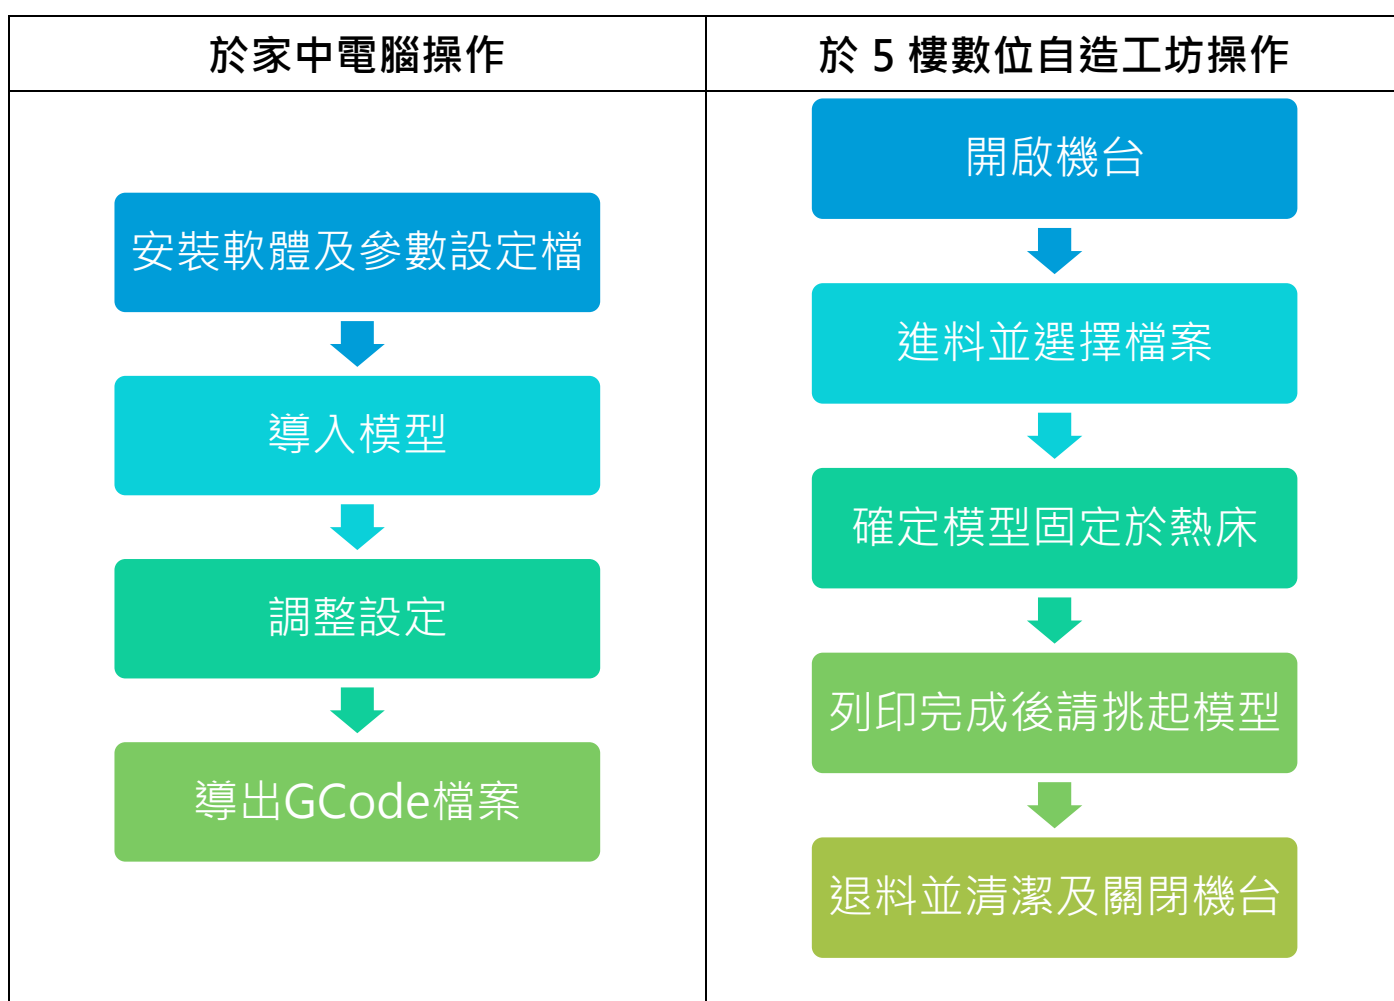 於家中電腦操作
於 5 樓數位自造工坊操作
安裝軟體及參數設定檔
導入模型
調整設定
導出GCode檔案
開啟機台
進料並選擇檔案
確定模型固定於熱床
列印完成後請挑起模型
退料並清潔及關閉機台